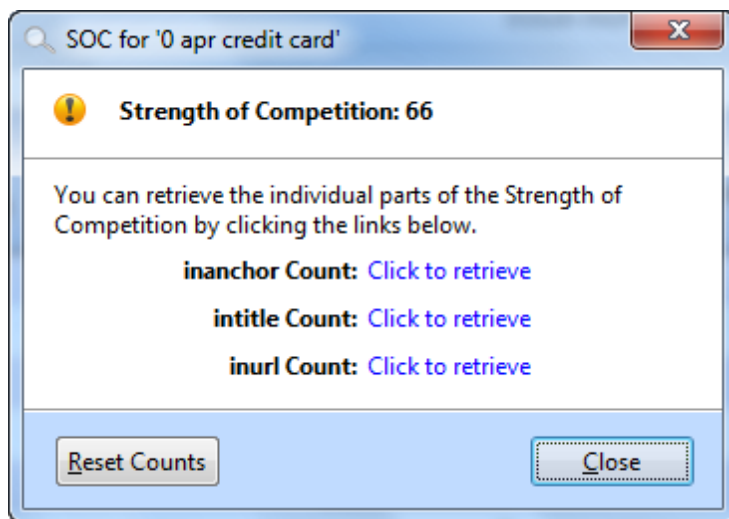 SOC for '0 apr credit card'
Strength of Competition: 66
You can retrieve the individual parts of the Strength of
Competition by clicking the links below.
inanchor Count: Click to retrieve
intitle Count: Click to retrieve
inurl Count: Click to retrieve
Reset Counts Close